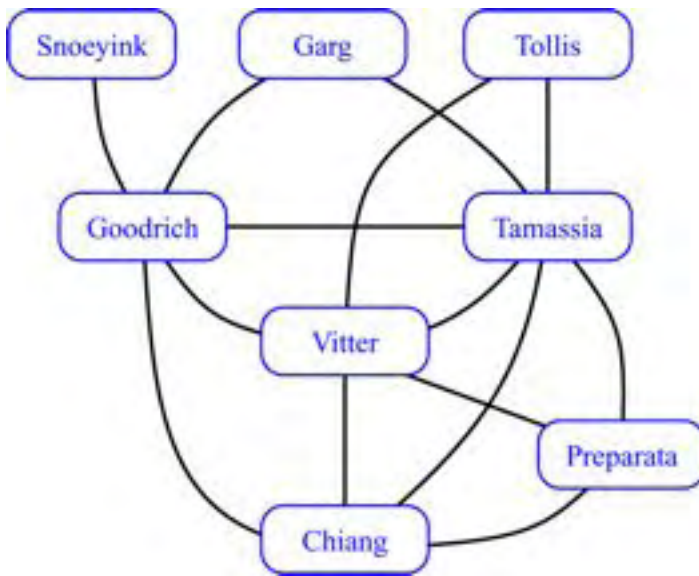 Snoeyink
Garg
Tollis
Goodrich
Tamassia
Vitter
Preparata
Chiang